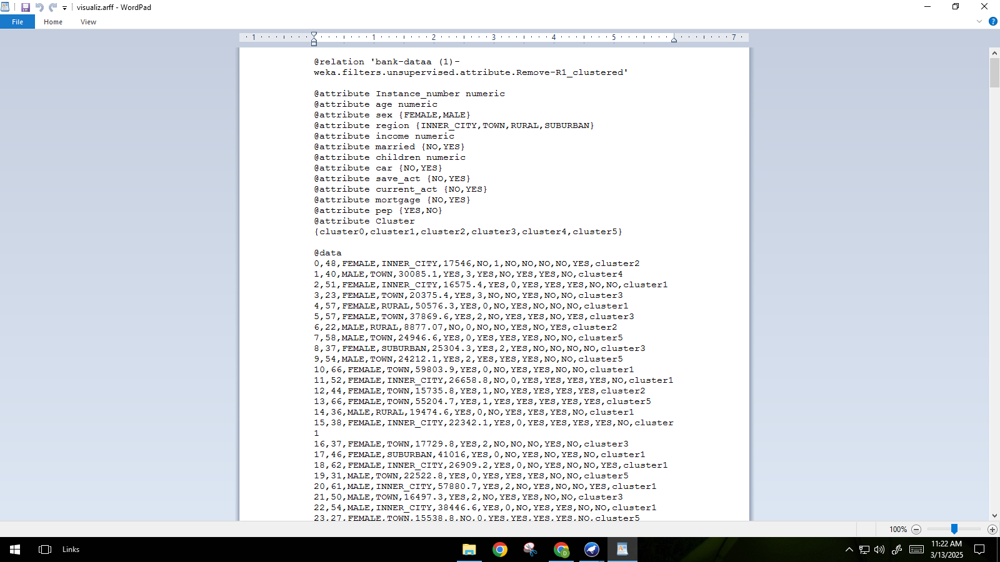 visualiz.arff - WordPad
File Home View
1 1 2 3 4 5 7
@relation 'bank-dataa (1)-
weka.filters.unsupervised.attribute.Remove-R1_clustered'
@attribute Instance_number numeric
@attribute age numeric
@attribute sex {FEMALE,MALE}
@attribute region {INNER_CITY,TOWN,RURAL,SUBURBAN}
@attribute income numeric
@attribute married {NO,YES}
@attribute children numeric
@attribute car {NO,YES}
@attribute save_act {NO,YES}
@attribute current_act {NO,YES}
@attribute mortgage {NO,YES}
@attribute pep {YES,NO}
@attribute Cluster
{cluster0,cluster1,cluster2,cluster3,cluster4,cluster5}
@data
0,48,FEMALE,INNER_CITY,17546,NO,1,NO,NO,NO,NO,YES,cluster2
1,40,MALE,TOWN,30085.1,YES,3,YES,NO,YES,YES,NO,cluster4
2,51,FEMALE,INNER_CITY,16575.4,YES,0,YES,YES,YES,NO,NO,cluster1
3,23,FEMALE,TOWN,20375.4,YES,3,NO,NO,YES,NO,NO,cluster3
4,57,FEMALE,RURAL,50576.3,YES,0,NO,YES,NO,NO,NO,cluster1
5,57,FEMALE,TOWN,37869.6,YES,2,NO,YES,YES,NO,YES,cluster3
6,22,MALE,RURAL,8877.07,NO,0,NO,NO,YES,NO,YES,cluster2
7,58,MALE,TOWN,24946.6,YES,0,YES,YES,YES,NO,NO,cluster5
8,37,FEMALE,SUBURBAN,25304.3,YES,2,YES,NO,NO,NO,NO,cluster3
9,54,MALE,TOWN,24212.1,YES,2,YES,YES,YES,NO,NO,cluster5
10,66,FEMALE,TOWN,59803.9,YES,0,NO,YES,YES,NO,NO,cluster1
11,52,FEMALE,INNER_CITY,26658.8,NO,0,YES,YES,YES,YES,NO,cluster1
12,44,FEMALE,TOWN,15735.8,YES,1,NO,YES,YES,YES,YES,cluster2
13,66,FEMALE,TOWN,55204.7,YES,1,YES,YES,YES,YES,YES,cluster5
14,36,MALE,RURAL,19474.6,YES,0,NO,YES,YES,YES,NO,cluster1
15,38,FEMALE,INNER_CITY,22342.1,YES,0,YES,YES,YES,YES,NO,cluster
1
16,37,FEMALE,TOWN,17729.8,YES,2,NO,NO,NO,YES,NO,cluster3
17,46,FEMALE,SUBURBAN,41016,YES,0,NO,YES,NO,YES,NO,cluster1
18,62,FEMALE,INNER_CITY,26909.2,YES,0,NO,YES,NO,NO,YES,cluster1
19,31,MALE,TOWN,22522.8,YES,0,YES,YES,YES,NO,NO,cluster5
20,61,MALE,INNER_CITY,57880.7,YES,2,NO,YES,NO,NO,YES,cluster1
21,50,MALE,TOWN,16497.3,YES,2,NO,YES,YES,NO,NO,cluster3
22,54,MALE,INNER_CITY,38446.6,YES,0,NO,YES,YES,NO,NO,cluster1
23,27,FEMALE,TOWN,15538.8,NO,0,YES,YES,YES,YES,NO,cluster5
100%
Links
11:22 AM
3/13/2025